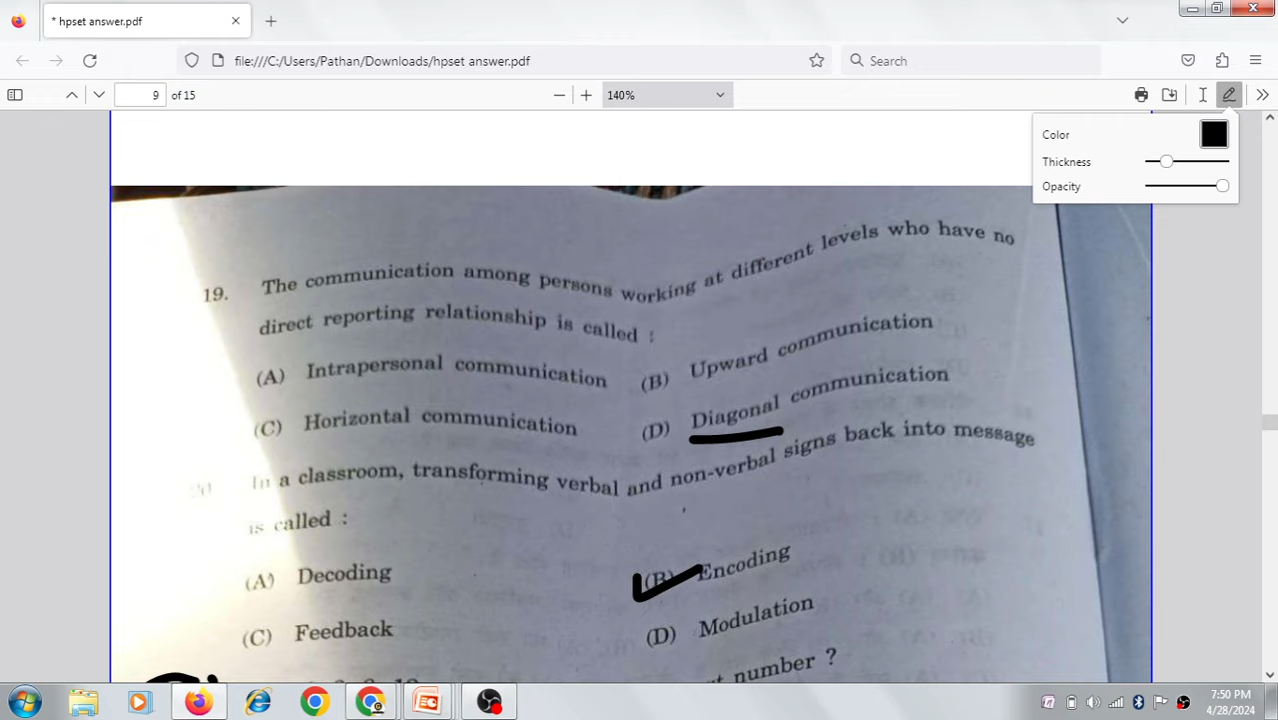 * hpset answer.pdf
file:///C:/Users/Pathan/Downloads/hpset answer.pdf
Search
9 of 15
140%
Color
Thickness
Opacity
19. The communication among persons working at different levels who have no
direct reporting relationship is called :
(A) Intrapersonal communication (B) Upward communication
(C) Horizontal communication (D) Diagonal communication
20 In a classroom, transforming verbal and non-verbal signs back into message
is called :
(A) Decoding (B) Encoding
(C) Feedback (D) Modulation
number ?
7:50 PM
4/28/2024